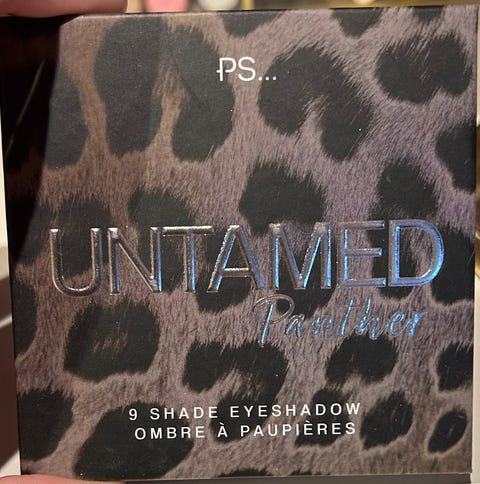 PS...
UNTAMED
Panther
9 SHADE EYESHADOW
OMBRE À PAUPIÈRES